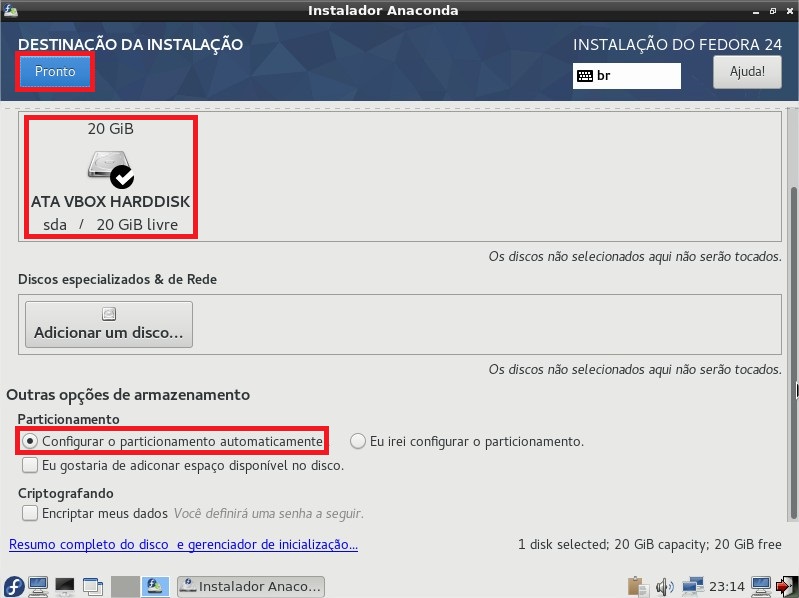 Instalador Anaconda
DESTINAÇÃO DA INSTALAÇÃO
INSTALAÇÃO DO FEDORA 24
Pronto
br
Ajuda!
20 GiB
ATA VBOX HARDDISK
sda / 20 GiB livre
Os discos não selecionados aqui não serão tocados.
Discos especializados & de Rede
Adicionar um disco...
Os discos não selecionados aqui não serão tocados.
Outras opções de armazenamento
Particionamento
Configurar o particionamento automaticamente. Eu irei configurar o particionamento.
Eu gostaria de adiconar espaço disponível no disco.
Criptografando
Encriptar meus dados Você definirá uma senha a seguir.
Resumo completo do disco e gerenciador de inicialização... 1 disk selected; 20 GiB capacity; 20 GiB free
Instalador Anaco... 23:14